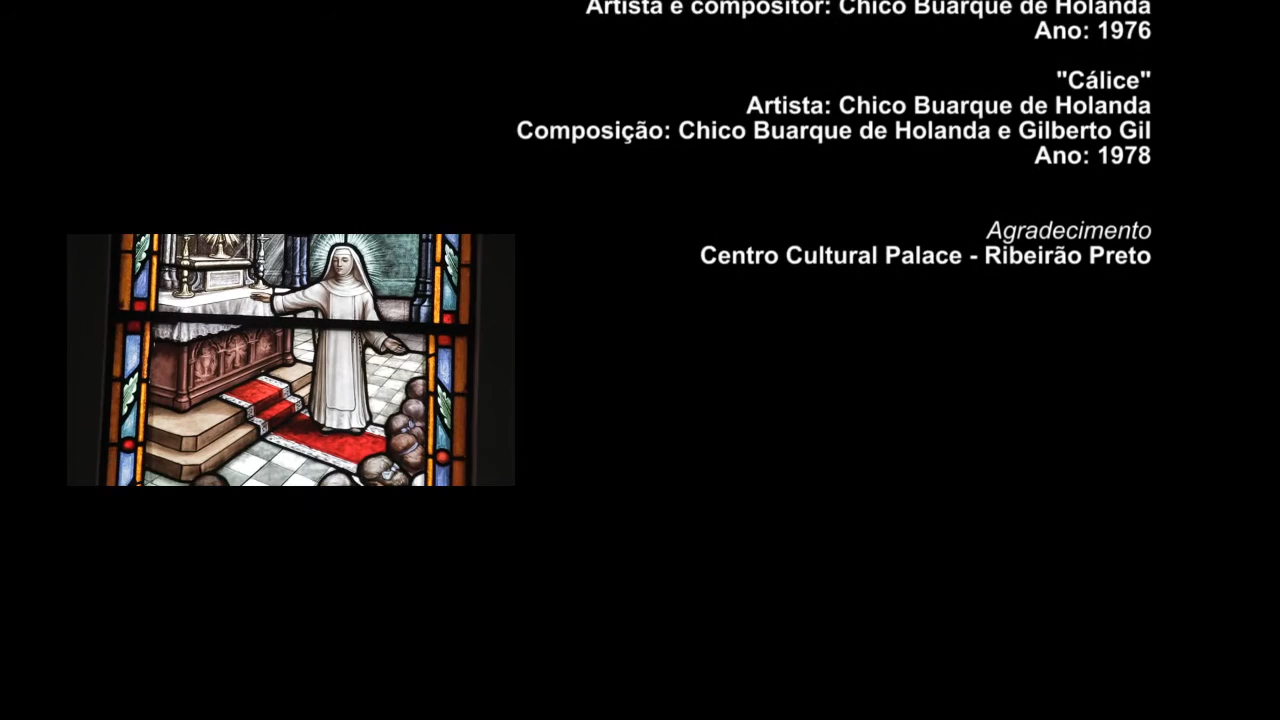 Artista e compositor: Chico Buarque de Holanda
Ano: 1976
"Cálice"
Artista: Chico Buarque de Holanda
Composição: Chico Buarque de Holanda e Gilberto Gil
Ano: 1978
Agradecimento
Centro Cultural Palace - Ribeirão Preto